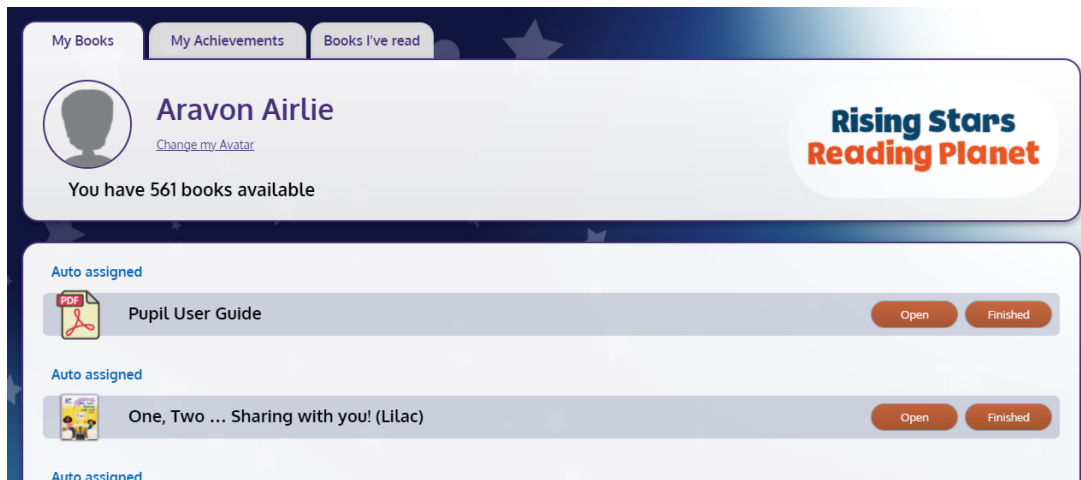 My Books
My Achievements
Books I've read
Aravon Airlie
Change my Avatar
You have 561 books available
Rising Stars
Reading Planet
Auto assigned
PDF
Pupil User Guide
Open
Finished
Auto assigned
One, Two ... Sharing with you! (Lilac)
Open
Finished
Auto assigned